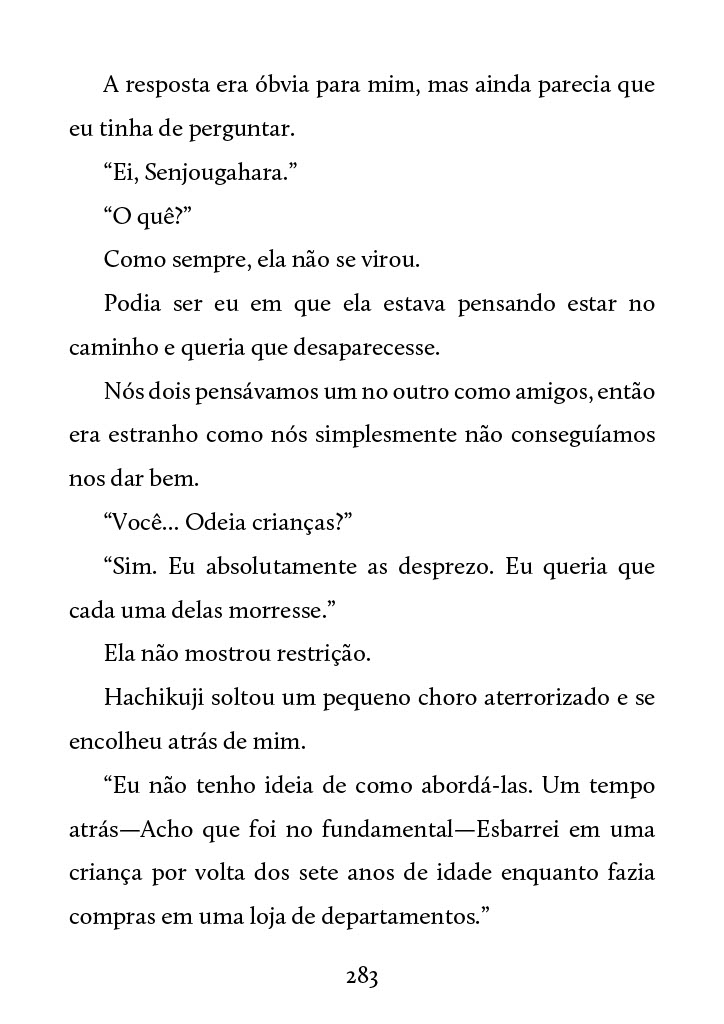 A resposta era óbvia para mim, mas ainda parecia que
eu tinha de perguntar.
“Ei, Senjougahara.”
“O quê?”
Como sempre, ela não se virou.
Podia ser eu em que ela estava pensando estar no
caminho e queria que desaparecesse.
Nós dois pensávamos um no outro como amigos, então
era estranho como nós simplesmente não conseguíamos
nos dar bem.
“Você... Odeia crianças?”
“Sim. Eu absolutamente as desprezo. Eu queria que
cada uma delas morresse.”
Ela não mostrou restrição.
Hachikuji soltou um pequeno choro aterrorizado e se
encolheu atrás de mim.
“Eu não tenho ideia de como abordá-las. Um tempo
atrás—Acho que foi no fundamental—Esbarrei em uma
criança por volta dos sete anos de idade enquanto fazia
compras em uma loja de departamentos.”
283